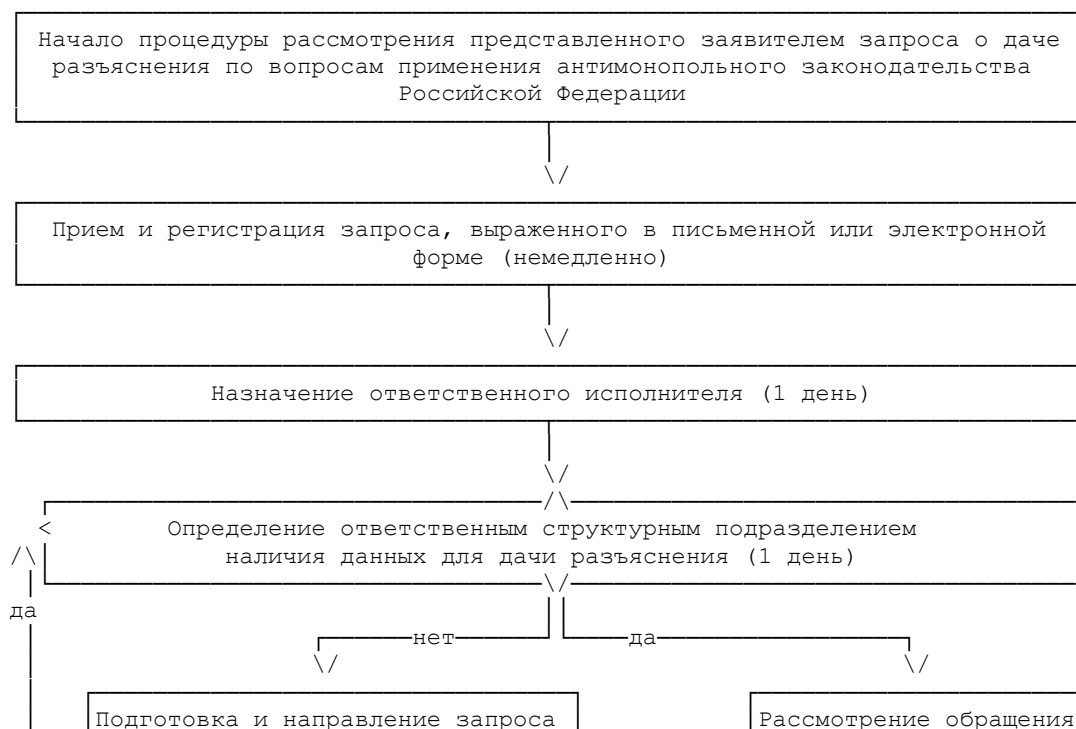 Начало процедуры рассмотрения представленного заявителем запроса о даче
разъяснения по вопросам применения антимонопольного законодательства
Российской Федерации
Прием и регистрация запроса, выраженного в письменной или электронной
форме (немедленно)
Назначение ответственного исполнителя (1 день)
Определение ответственным структурным подразделением
наличия данных для дачи разъяснения (1 день)
да
нет да
Подготовка и направление запроса Рассмотрение обращения